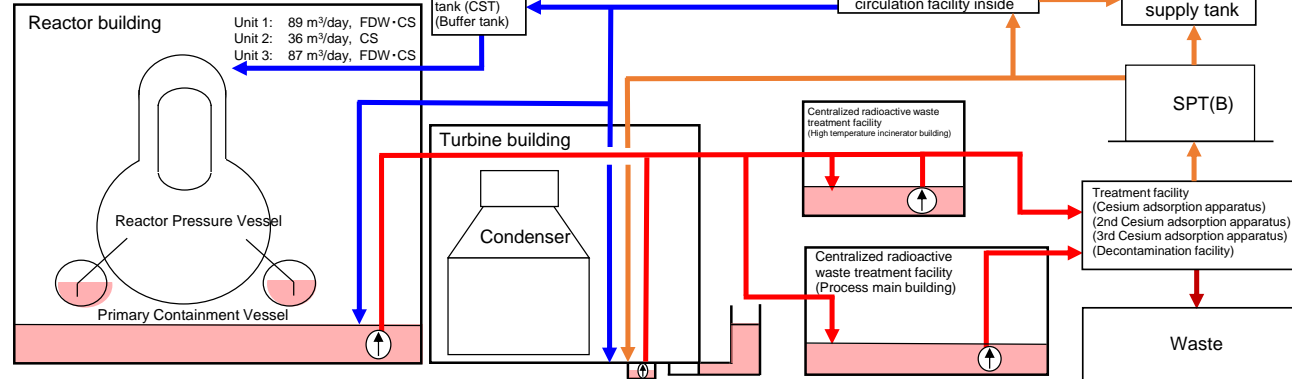 Reactor building
Unit 1: 89 m³/day, FDW・CS
Unit 2: 36 m³/day, CS
Unit 3: 87 m³/day, FDW・CS
tank (CST)
(Buffer tank)
circulation facility inside
supply tank
SPT(B)
Turbine building
Centralized radioactive waste
treatment facility
(High temperature incinerator building)
Reactor Pressure Vessel
Condenser
Treatment facility
(Cesium adsorption apparatus)
(2nd Cesium adsorption apparatus)
(3rd Cesium adsorption apparatus)
(Decontamination facility)
Centralized radioactive
waste treatment facility
(Process main building)
Primary Containment Vessel
Waste